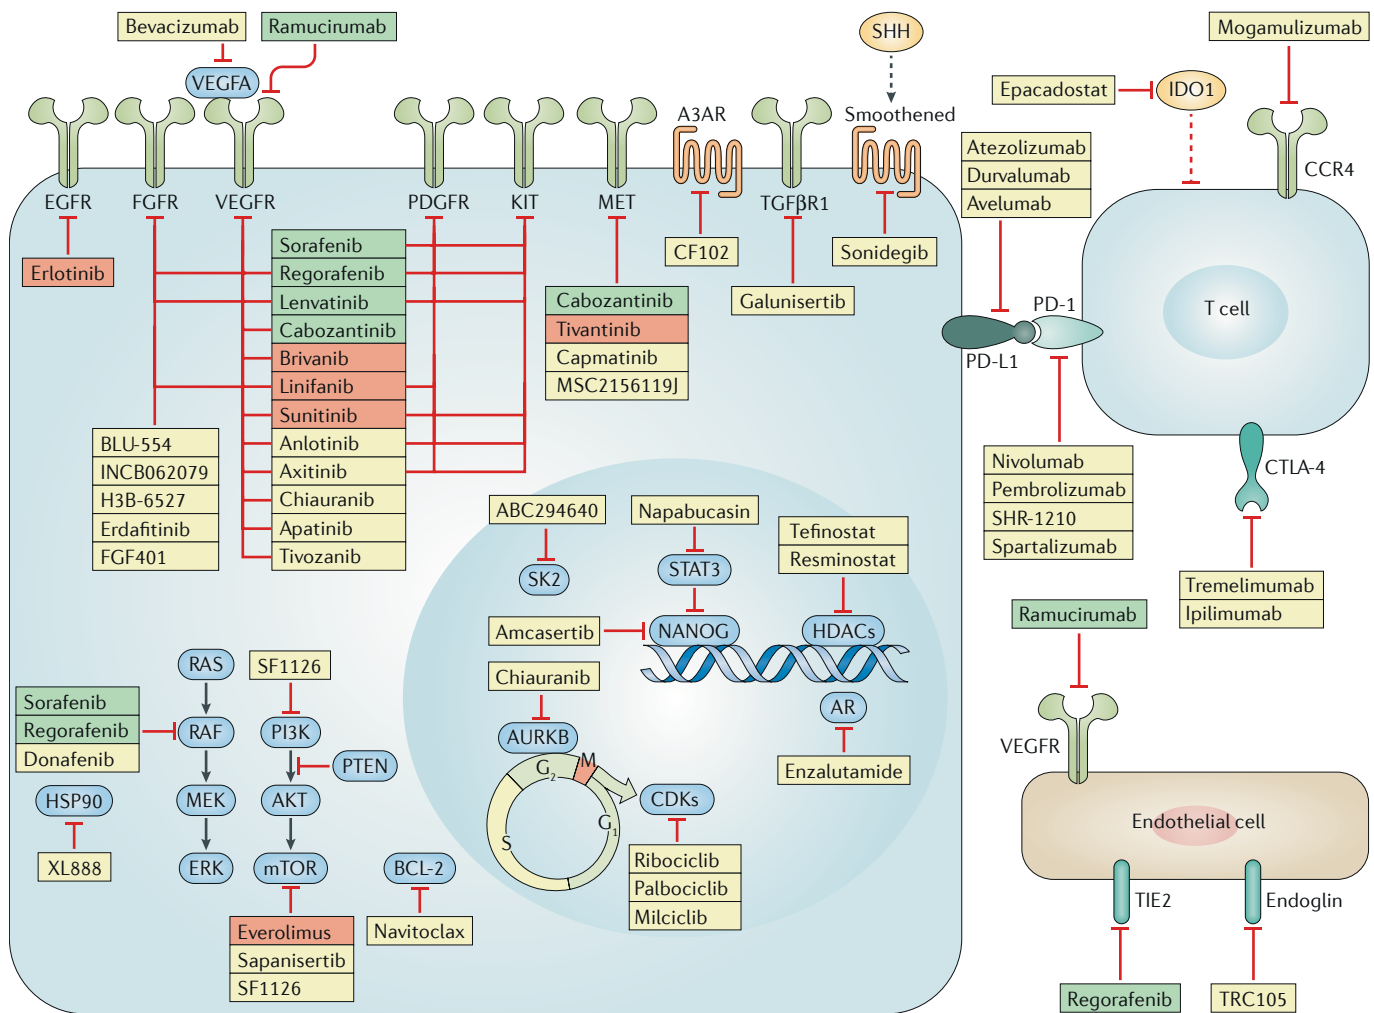 Bevacizumab
Ramucirumab
VEGFA
SHH
Mogamulizumab
Epacadostat
IDO1
A3AR
Smoothened
CCR4
Atezolizumab
Durvalumab
Avelumab
EGFR
FGFR
VEGFR
PDGFR
KIT
MET
TGFβR1
Erlotinib
Sorafenib
Regorafenib
Lenvatinib
Cabozantinib
Brivanib
Linifanib
Sunitinib
Anlotinib
Axitinib
Chiauranib
Apatinib
Tivozanib
CF102
Sonidegib
Galunisertib
Cabozantinib
Tivantinib
Capmatinib
MSC2156119J
BLU-554
INCB062079
H3B-6527
Erdafitinib
FGF401
PD-1
PD-L1
T cell
CTLA-4
Nivolumab
Pembrolizumab
SHR-1210
Spartalizumab
Tremelimumab
Ipilimumab
ABC294640
SK2
Napabucasin
STAT3
NANOG
Tefinostat
Resminostat
HDACs
Amcasertib
Chiauranib
AURKB
AR
Enzalutamide
G2
M
G1
S
CDKs
Ribociclib
Palbociclib
Milciclib
RAS
SF1126
Sorafenib
Regorafenib
Donafenib
RAF
PI3K
PTEN
HSP90
MEK
AKT
XL888
ERK
mTOR
BCL-2
Everolimus
Sapanisertib
SF1126
Navitoclax
Ramucirumab
VEGFR
Endothelial cell
TIE2
Endoglin
Regorafenib
TRC105